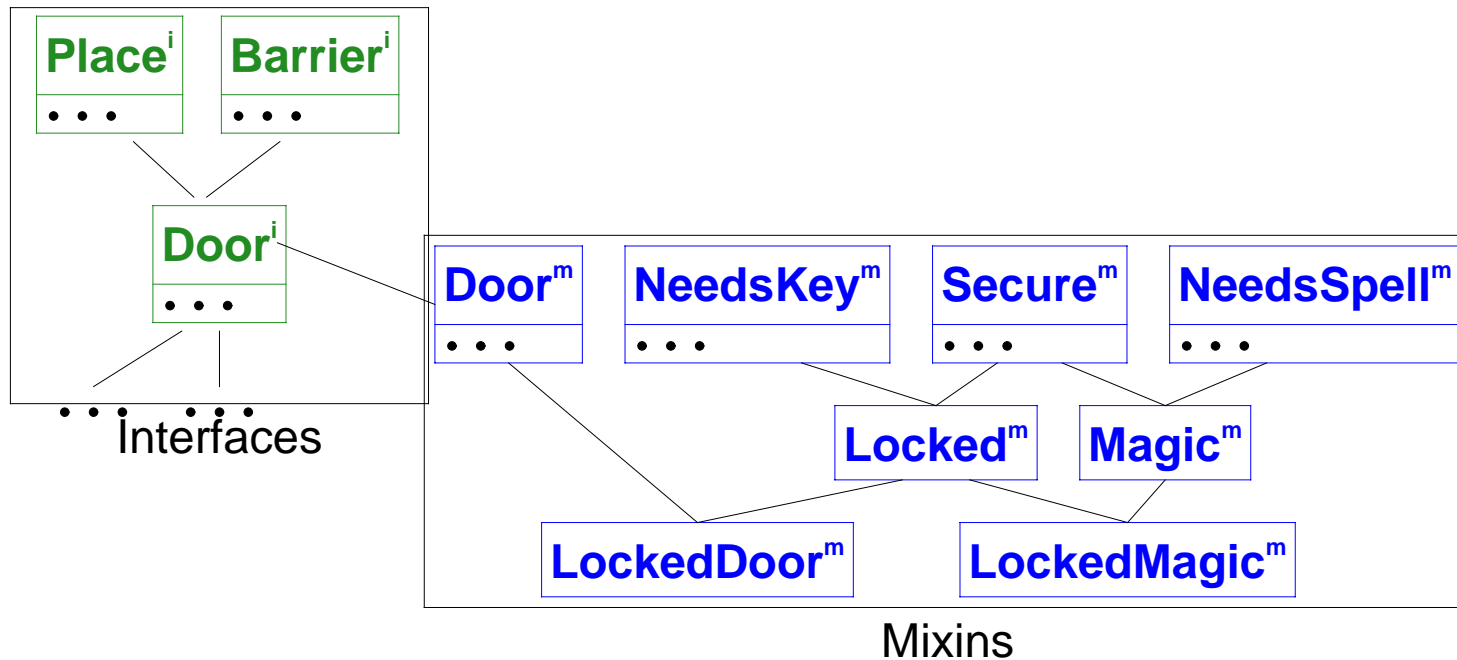 Placeⁱ Barrierⁱ
• • • • • •
Doorⁱ
• • •
• • • • • •
Interfaces
Doorᵐ NeedsKeyᵐ Secureᵐ NeedsSpellᵐ
• • • • • • • • • • • •
Lockedᵐ Magicᵐ
LockedDoorᵐ LockedMagicᵐ
Mixins